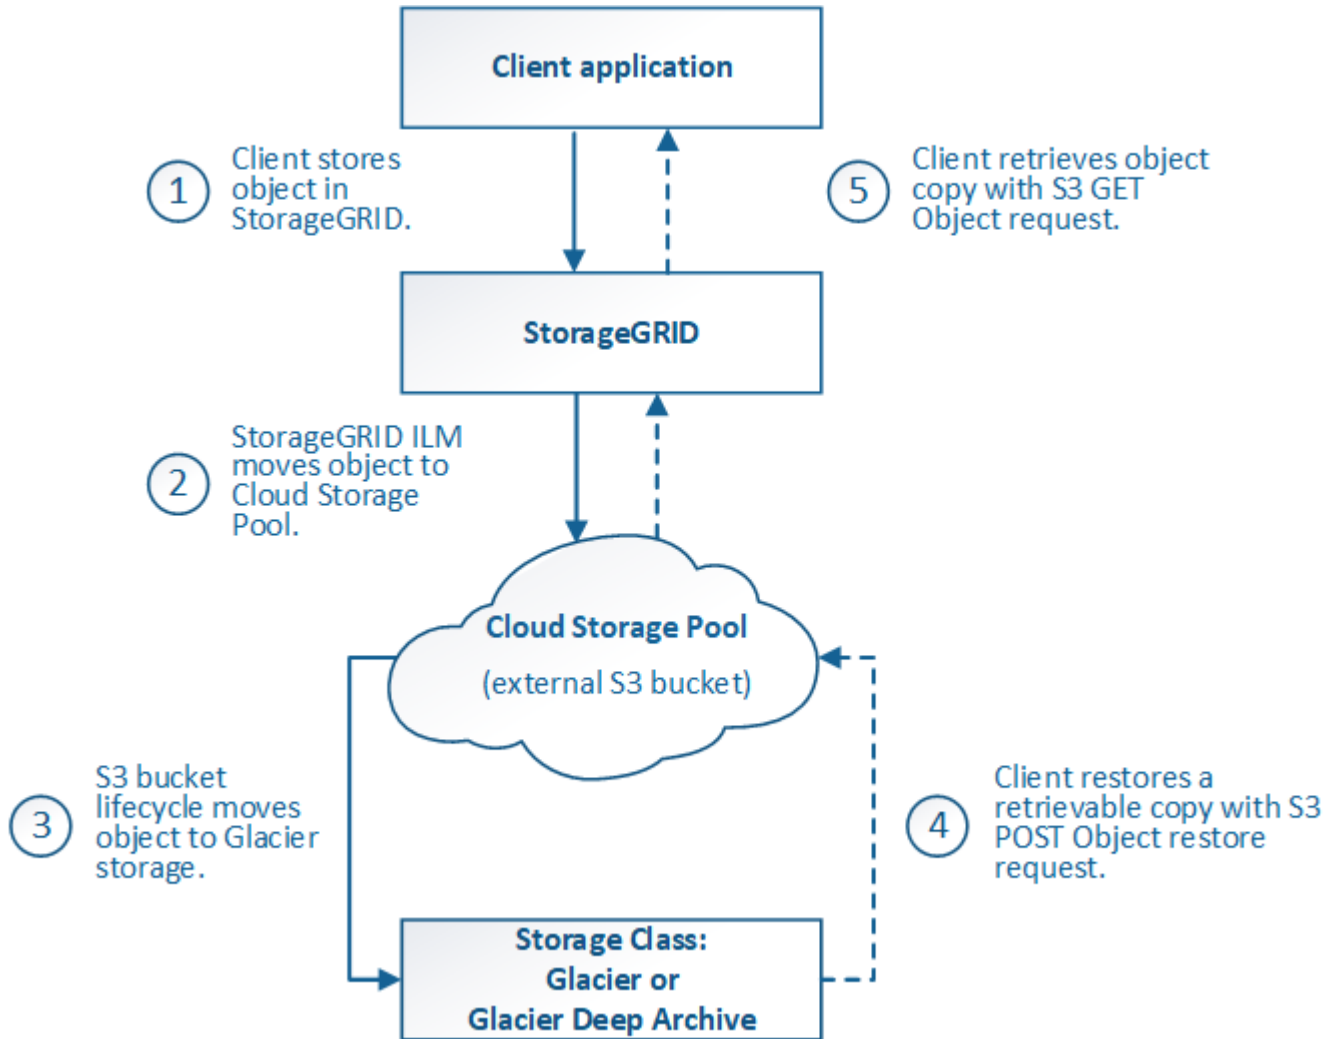 Client application
1
Client stores
object in
StorageGRID.
5
Client retrieves object
copy with S3 GET
Object request.
StorageGRID
2
StorageGRID ILM
moves object to
Cloud Storage
Pool.
Cloud Storage Pool
(external S3 bucket)
3
S3 bucket
lifecycle moves
object to Glacier
storage.
4
Client restores a
retrievable copy with S3
POST Object restore
request.
Storage Class:
Glacier or
Glacier Deep Archive